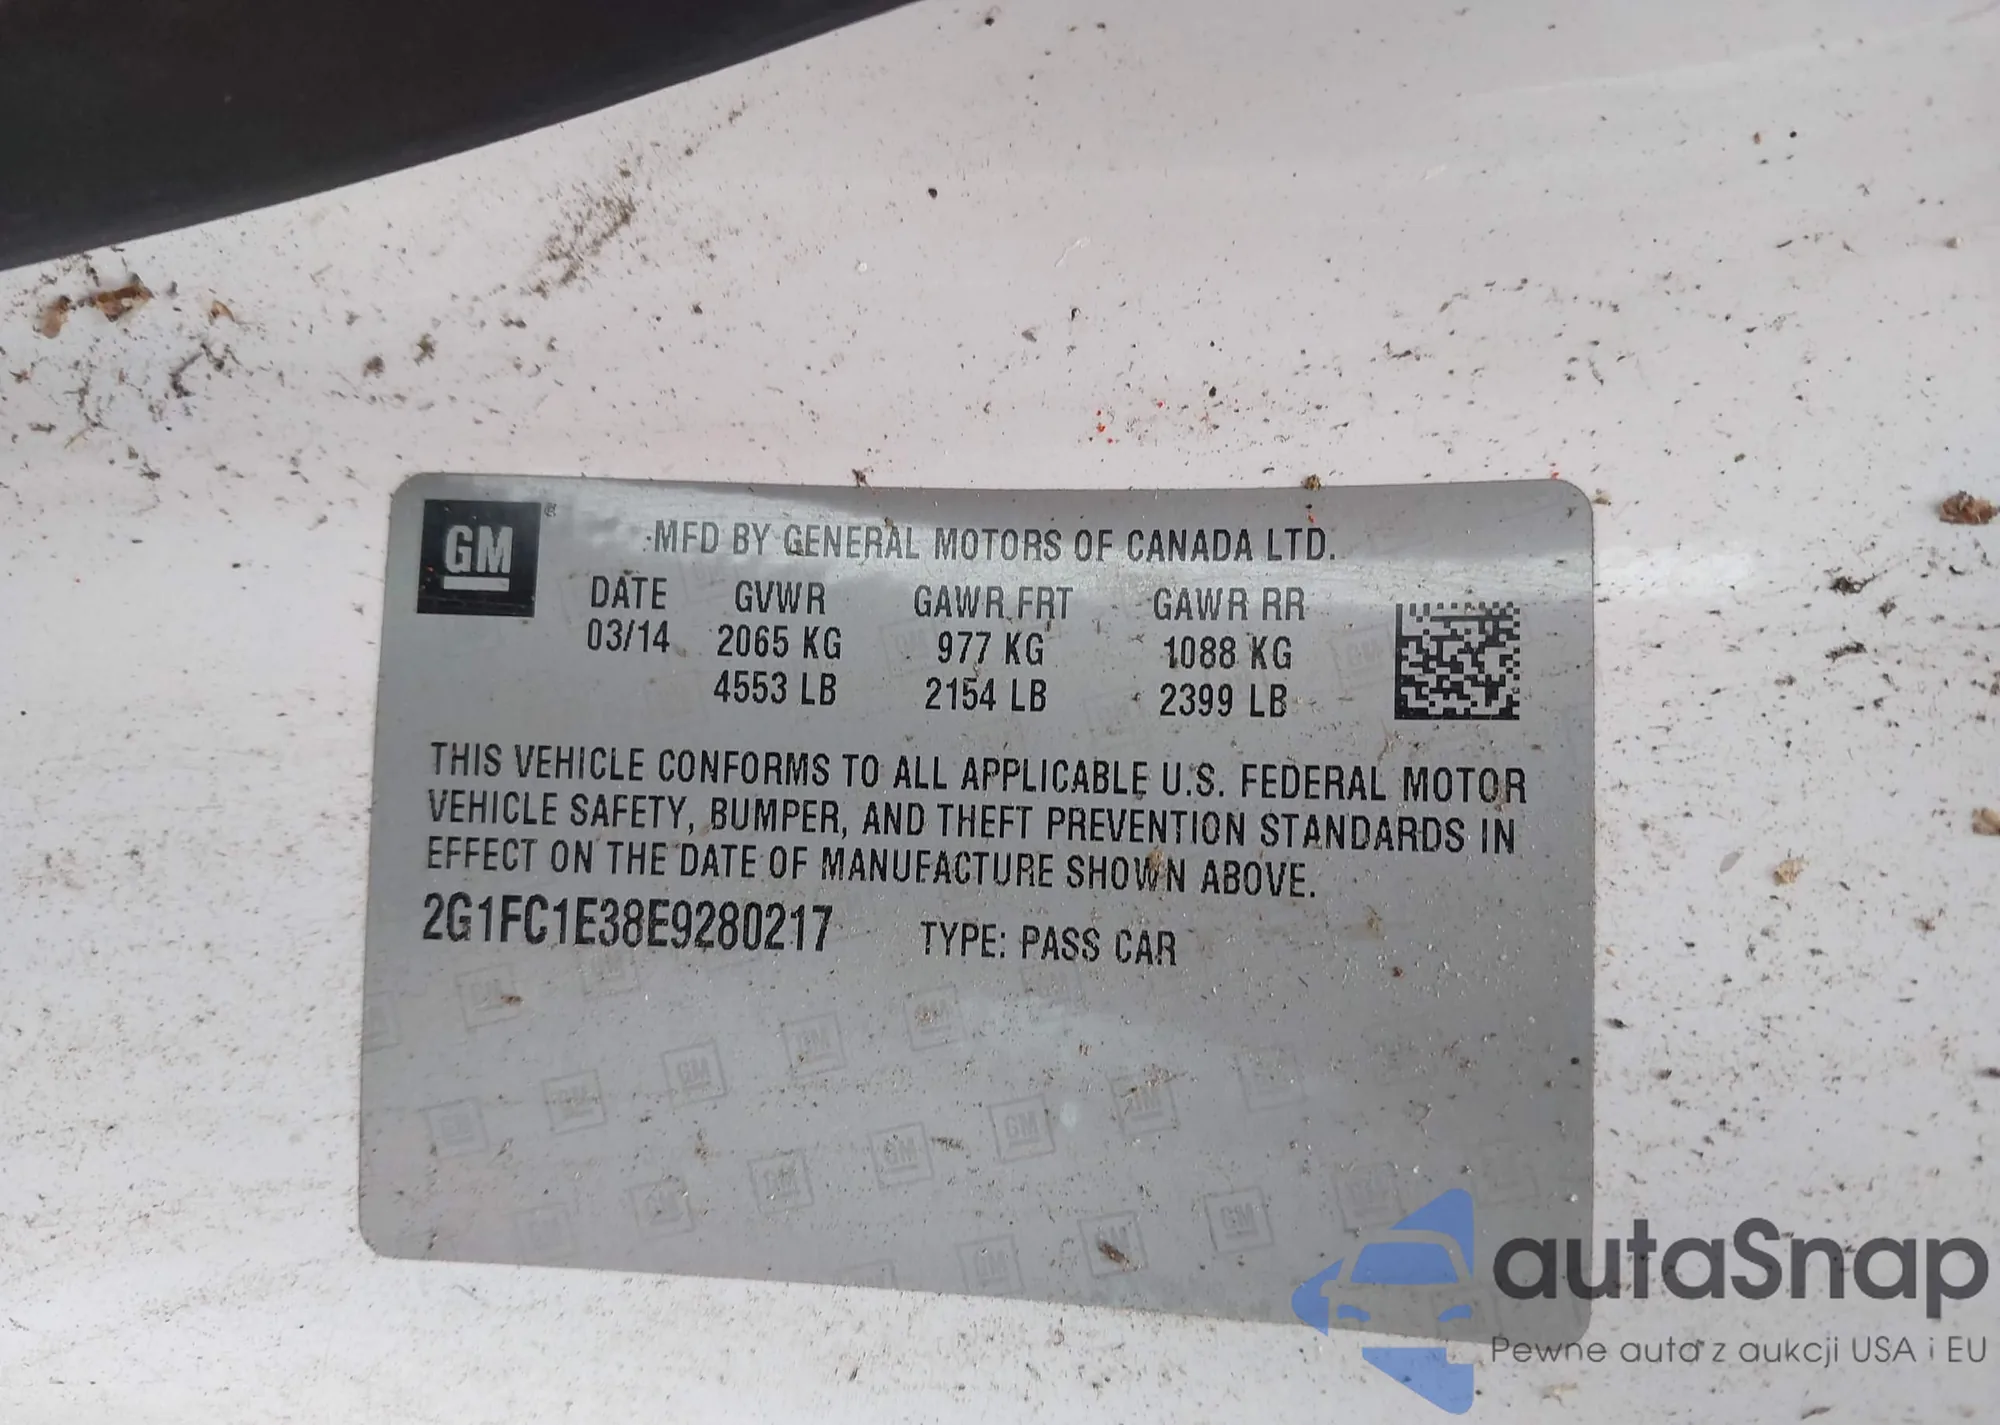 GM
MFD BY GENERAL MOTORS OF CANADA LTD.
DATE GVWR GAWR FRT GAWR RR
03/14 2065 KG 977 KG 1088 KG
4553 LB 2154 LB 2399 LB
THIS VEHICLE CONFORMS TO ALL APPLICABLE U.S. FEDERAL MOTOR
VEHICLE SAFETY, BUMPER, AND THEFT PREVENTION STANDARDS IN
EFFECT ON THE DATE OF MANUFACTURE SHOWN ABOVE.
2G1FC1E38E9280217 TYPE: PASS CAR
autaSnap
Pewne auta z aukcji USA i EU